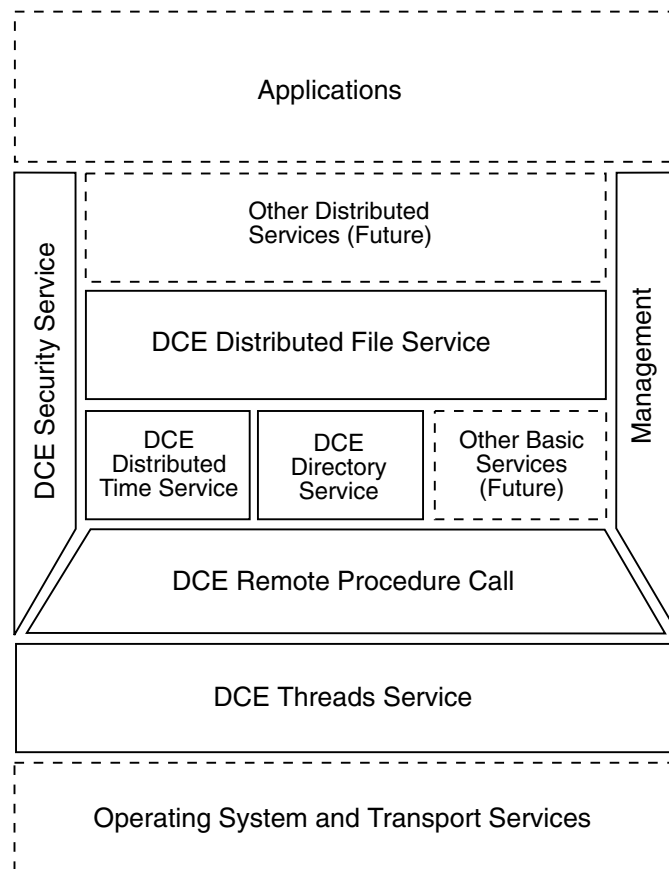 Applications
Other Distributed
Services (Future)
DCE Security Service
Management
DCE Distributed File Service
DCE
Distributed
Time Service
DCE
Directory
Service
Other Basic
Services
(Future)
DCE Remote Procedure Call
DCE Threads Service
Operating System and Transport Services